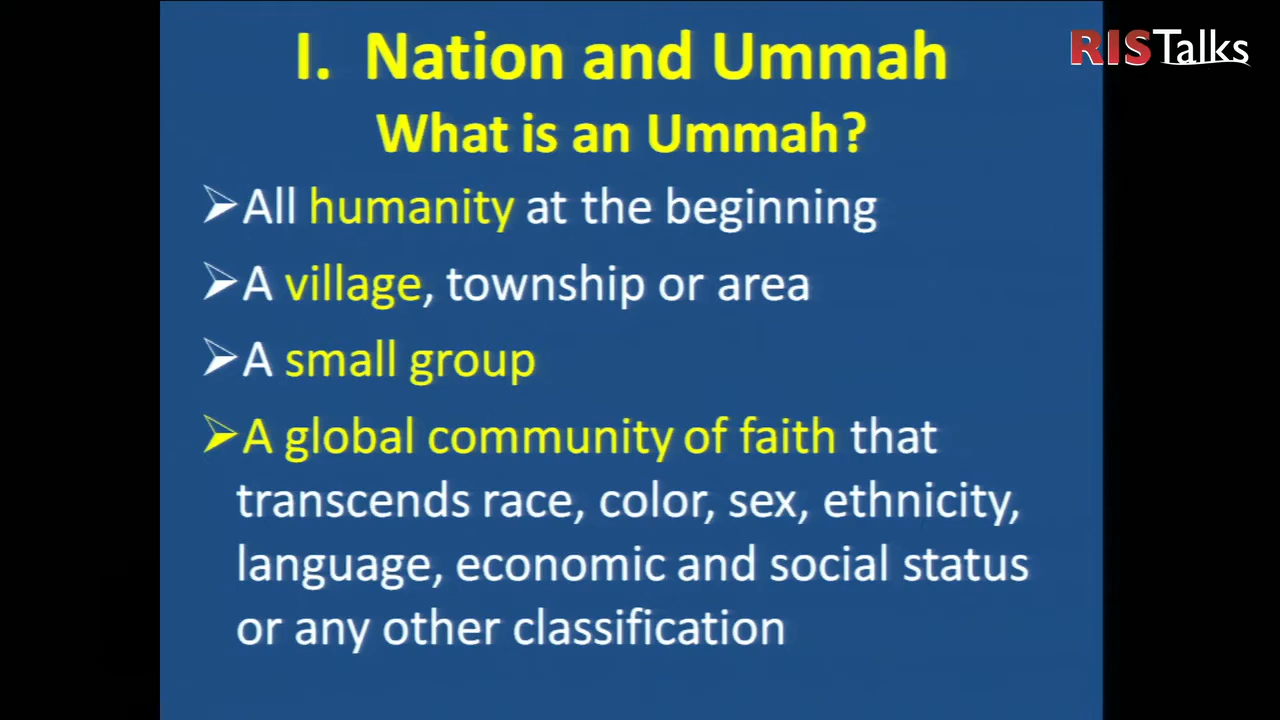 I. Nation and Ummah
RISTalks
What is an Ummah?
➢All humanity at the beginning
➢A village, township or area
➢A small group
➢A global community of faith that
transcends race, color, sex, ethnicity,
language, economic and social status
or any other classification